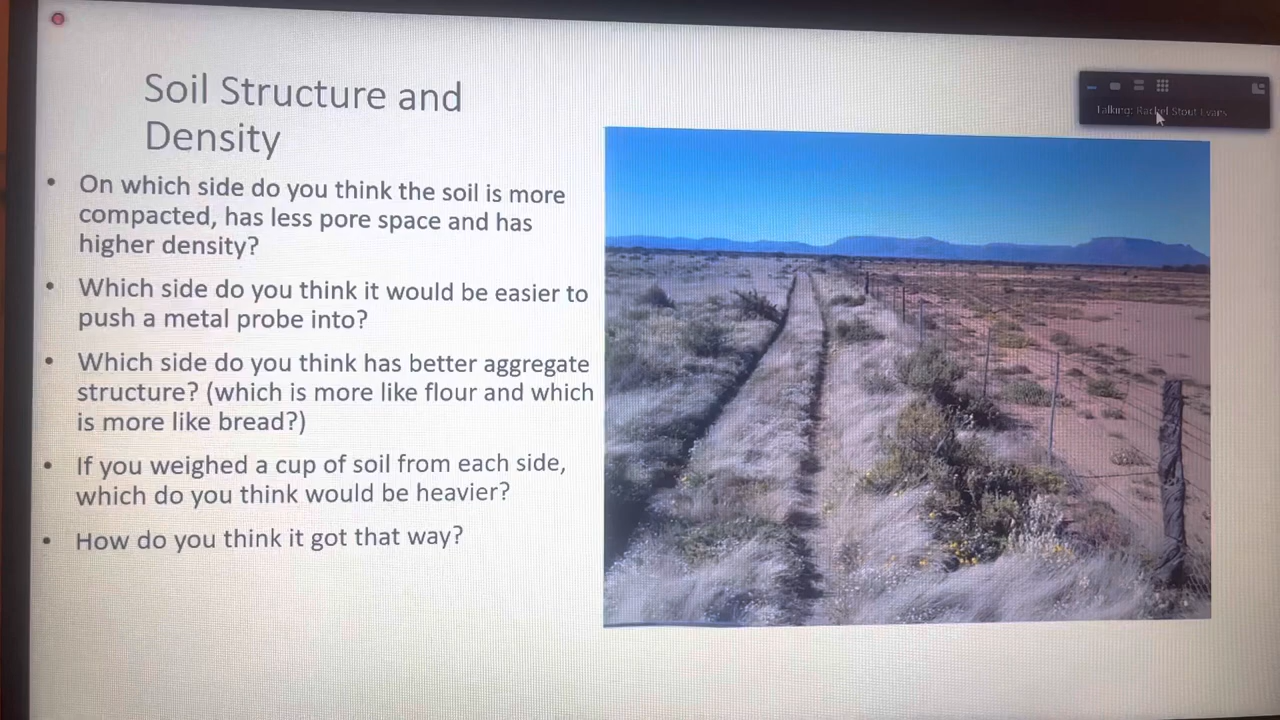 Soil Structure and
Density
• On which side do you think the soil is more
compacted, has less pore space and has
higher density?
• Which side do you think it would be easier to
push a metal probe into?
• Which side do you think has better aggregate
structure? (which is more like flour and which
is more like bread?)
• If you weighed a cup of soil from each side,
which do you think would be heavier?
• How do you think it got that way?
Talking: Rachel Stout Evans